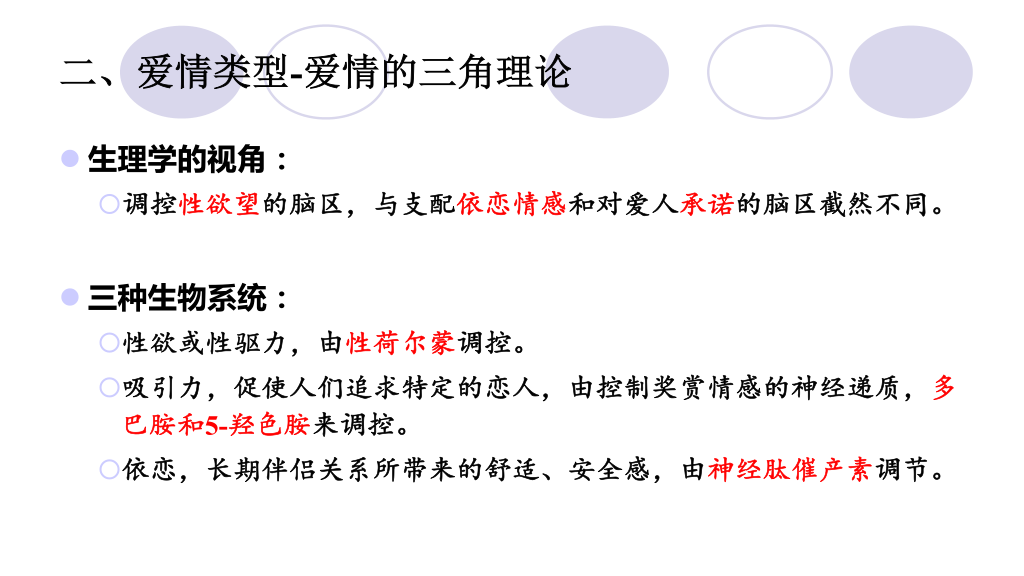 二、爱情类型-爱情的三角理论
生理学的视角：
调控性欲望的脑区，与支配依恋情感和对爱人承诺的脑区截然不同。
三种生物系统：
性欲或性驱力，由性荷尔蒙调控。
吸引力，促使人们追求特定的恋人，由控制奖赏情感的神经递质，多
巴胺和5-羟色胺来调控。
依恋，长期伴侣关系所带来的舒适、安全感，由神经肽催产素调节。